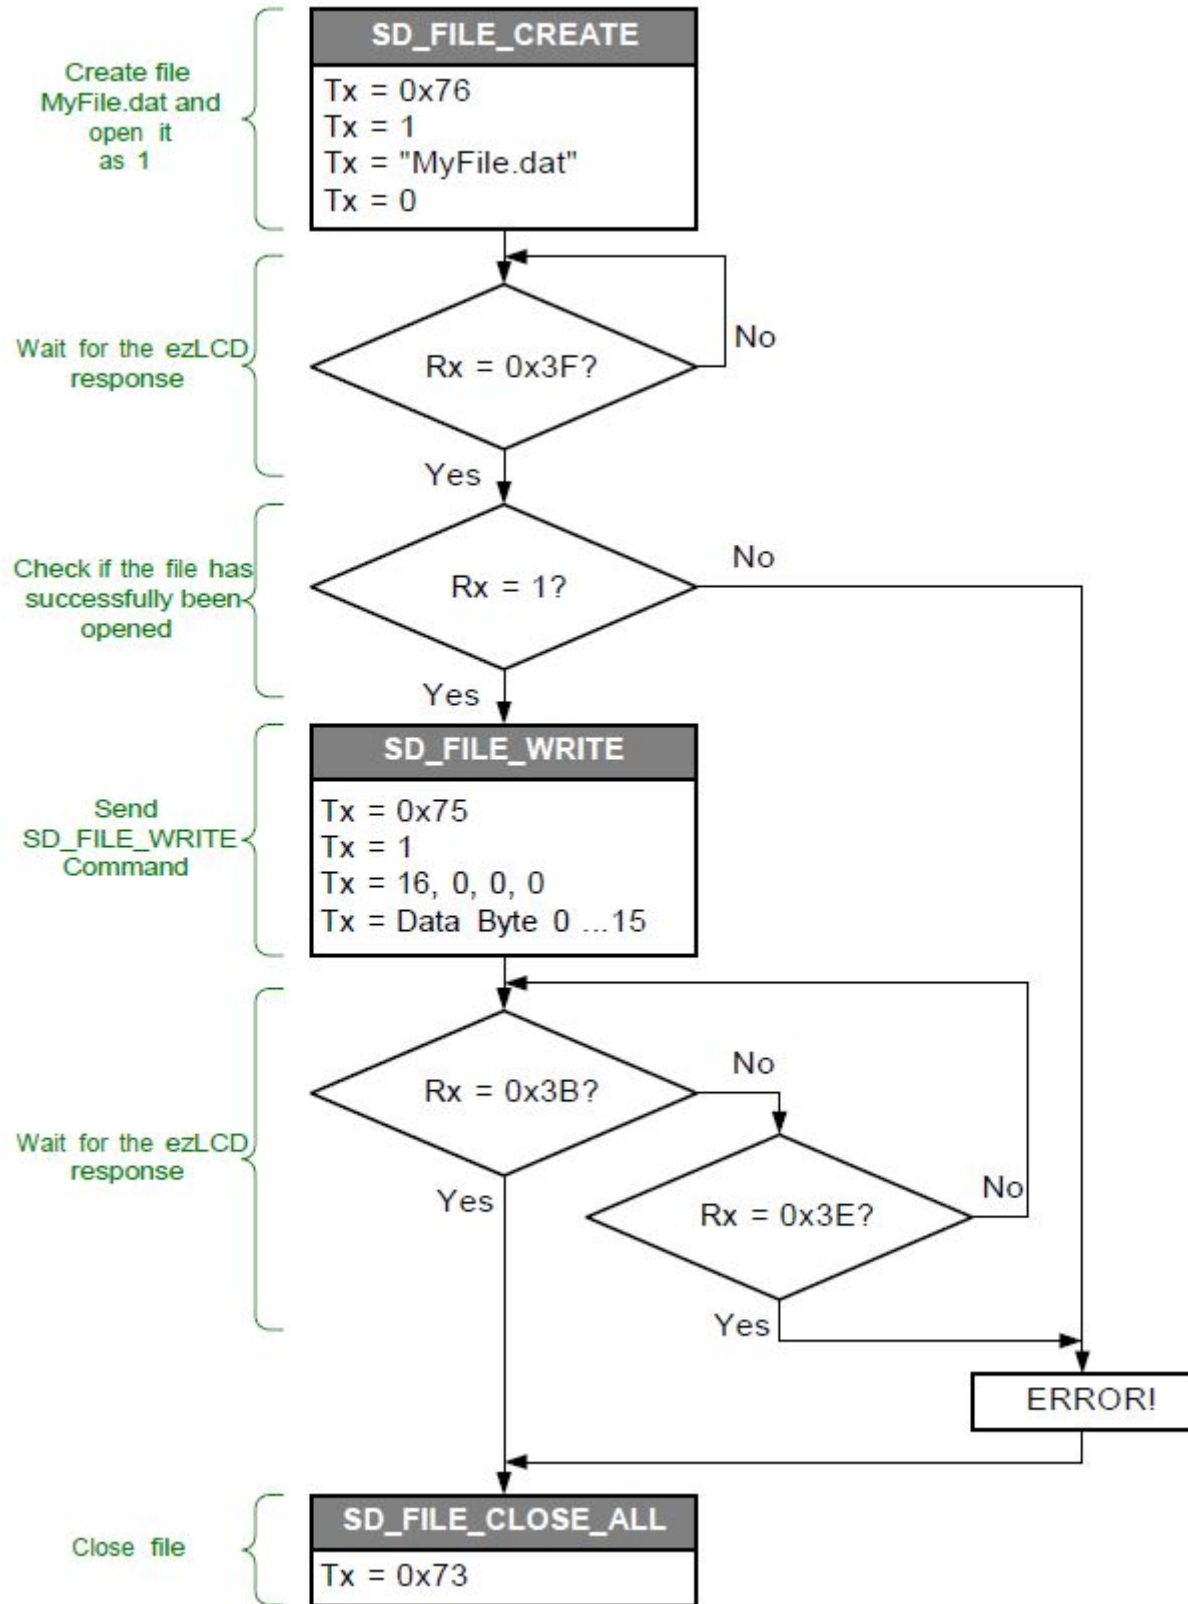 SD_FILE_CREATE
Create file
MyFile.dat and
open it
as 1
Tx = 0x76
Tx = 1
Tx = "MyFile.dat"
Tx = 0
Wait for the ezLCD
response
Rx = 0x3F?
No
Yes
Check if the file has
successfully been
opened
Rx = 1?
No
Yes
SD_FILE_WRITE
Send
SD_FILE_WRITE
Command
Tx = 0x75
Tx = 1
Tx = 16, 0, 0, 0
Tx = Data Byte 0 ...15
Wait for the ezLCD
response
Rx = 0x3B?
No
Yes
Rx = 0x3E?
No
Yes
ERROR!
SD_FILE_CLOSE_ALL
Close file
Tx = 0x73